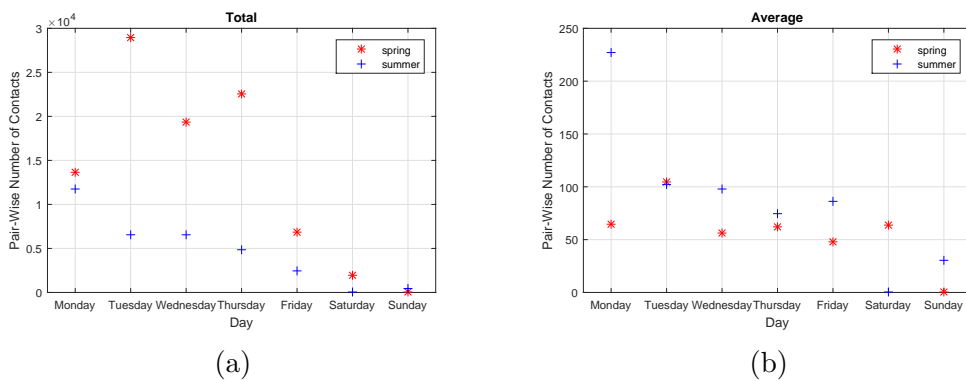 Total
×10⁴
3
2.5
2
1.5
1
0.5
0
Pair-Wise Number of Contacts
spring
summer
Monday Tuesday Wednesday Thursday Friday Saturday Sunday
Day
(a)
Average
250
200
150
100
50
0
Pair-Wise Number of Contacts
spring
summer
Monday Tuesday Wednesday Thursday Friday Saturday Sunday
Day
(b)